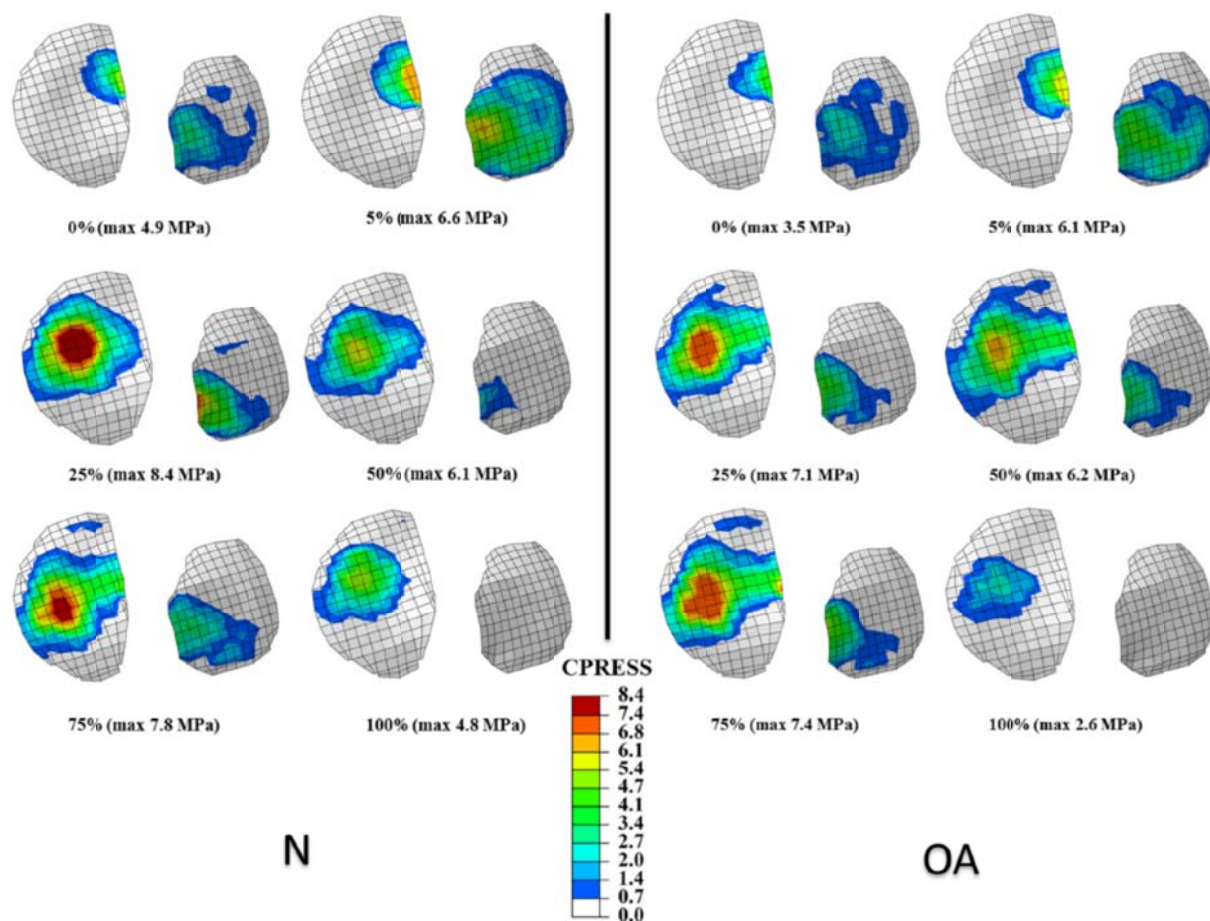 0% (max 4.9 MPa)
5% (max 6.6 MPa)
0% (max 3.5 MPa)
5% (max 6.1 MPa)
25% (max 8.4 MPa)
50% (max 6.1 MPa)
25% (max 7.1 MPa)
50% (max 6.2 MPa)
75% (max 7.8 MPa)
100% (max 4.8 MPa)
75% (max 7.4 MPa)
100% (max 2.6 MPa)
CPRESS
8.4
7.4
6.8
6.1
5.4
4.7
4.1
3.4
2.7
2.0
1.4
0.7
0.0
N
OA